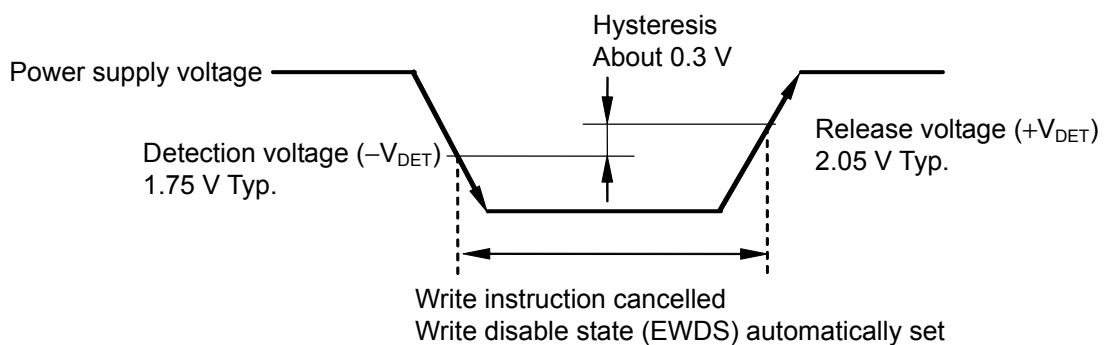 Hysteresis
About 0.3 V
Power supply voltage
Detection voltage (−VDET)
1.75 V Typ.
Release voltage (+VDET)
2.05 V Typ.
Write instruction cancelled
Write disable state (EWDS) automatically set